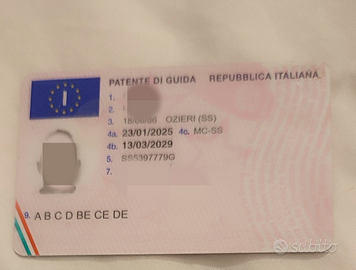 PATENTE DI GUIDA REPUBBLICA ITALIANA
I
1.
2.
3. OZIERI (SS)
4a. 23/01/2025 4c. MC-SS
4b. 13/03/2029
5. SS5397779G
7.
9. A B C D BE CE DE
subito